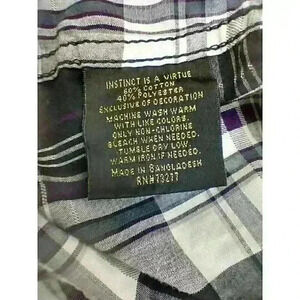 INSTINCT IS A VIRTUE
60% COTTON
40% POLYESTER
EXCLUSIVE OF DECORATION
MACHINE WASH WARM
WITH LIKE COLORS.
ONLY NON-CHLORINE
BLEACH WHEN NEEDED.
TUMBLE DRY LOW.
WARM IRON IF NEEDED.
MADE IN BANGLADESH
RN#73277